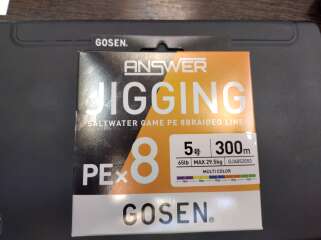 GOSEN.
ANSWER
JIGGING
SALTWATER GAME PE 8BRAIDED LINE
PE×8
5号 300m
65lb MAX 29.5kg
MULTI COLOR
GOSEN®